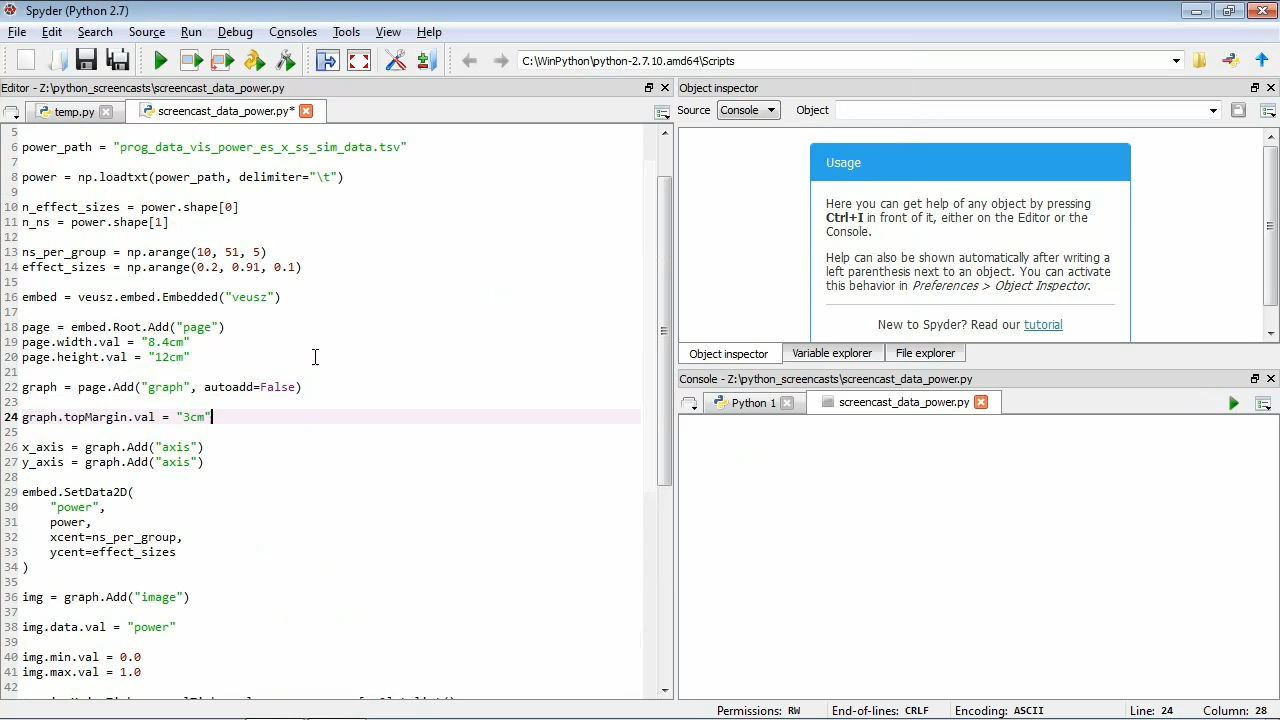 Spyder (Python 2.7)
File Edit Search Source Run Debug Consoles Tools View Help
C:\WinPython\python-2.7.10.amd64\Scripts
Editor - Z:\python_screencasts\screencast_data_power.py
temp.py screencast_data_power.py*
5
6 power_path = "prog_data_vis_power_es_x_ss_sim_data.tsv"
7
8 power = np.loadtxt(power_path, delimiter="\t")
9
10 n_effect_sizes = power.shape[0]
11 n_ns = power.shape[1]
12
13 ns_per_group = np.arange(10, 51, 5)
14 effect_sizes = np.arange(0.2, 0.91, 0.1)
15
16 embed = veusz.embed.Embedded("veusz")
17
18 page = embed.Root.Add("page")
19 page.width.val = "8.4cm"
20 page.height.val = "12cm"
21
22 graph = page.Add("graph", autoadd=False)
23
24 graph.topMargin.val = "3cm"
25
26 x_axis = graph.Add("axis")
27 y_axis = graph.Add("axis")
28
29 embed.SetData2D(
30 "power",
31 power,
32 xcent=ns_per_group,
33 ycent=effect_sizes
34 )
35
36 img = graph.Add("image")
37
38 img.data.val = "power"
39
40 img.min.val = 0.0
41 img.max.val = 1.0
42
Object inspector
Source Console Object
Usage
Here you can get help of any object by pressing
Ctrl+I in front of it, either on the Editor or the
Console.
Help can also be shown automatically after writing a
left parenthesis next to an object. You can activate
this behavior in Preferences > Object Inspector.
New to Spyder? Read our tutorial
Object inspector Variable explorer File explorer
Console - Z:\python_screencasts\screencast_data_power.py
Python 1 screencast_data_power.py
Permissions: RW End-of-lines: CRLF Encoding: ASCII Line: 24 Column: 28